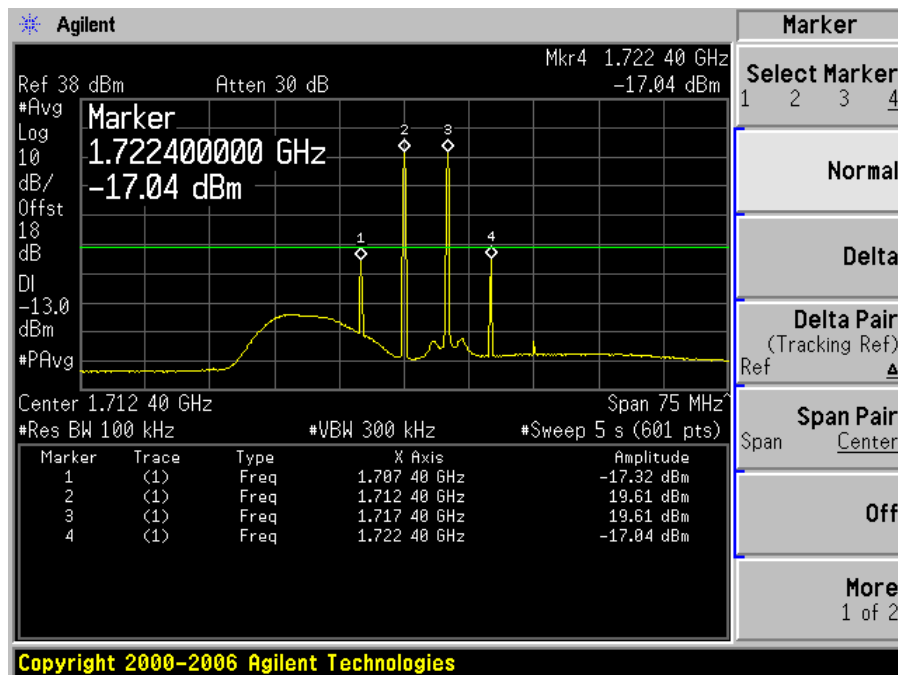 Agilent
Marker
Mkr4 1.722 40 GHz
Ref 38 dBm Atten 30 dB -17.04 dBm
#Avg
Log
10
dB/
Offst
18
dB
DI
-13.0
dBm
#PAvg
Marker
1.722400000 GHz
-17.04 dBm
1
2
3
4
Center 1.712 40 GHz Span 75 MHz^
#Res BW 100 kHz #VBW 300 kHz #Sweep 5 s (601 pts)
Marker Trace Type X Axis Amplitude
1 (1) Freq 1.707 40 GHz -17.32 dBm
2 (1) Freq 1.712 40 GHz 19.61 dBm
3 (1) Freq 1.717 40 GHz 19.61 dBm
4 (1) Freq 1.722 40 GHz -17.04 dBm
Select Marker
1 2 3 4
Normal
Delta
Delta Pair
(Tracking Ref)
Ref Δ
Span Pair
Span Center
Off
More
1 of 2
Copyright 2000-2006 Agilent Technologies